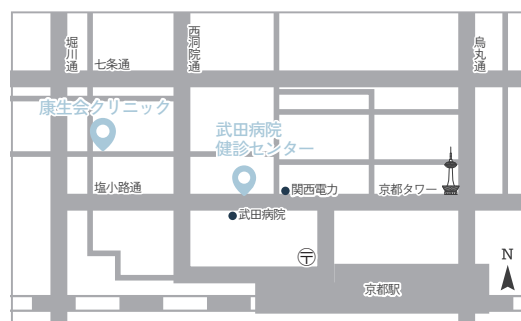 堀川通
西洞院通
烏丸通
七条通
康生会クリニック
武田病院
健診センター
塩小路通
関西電力
京都タワー
武田病院
〒
N
京都駅